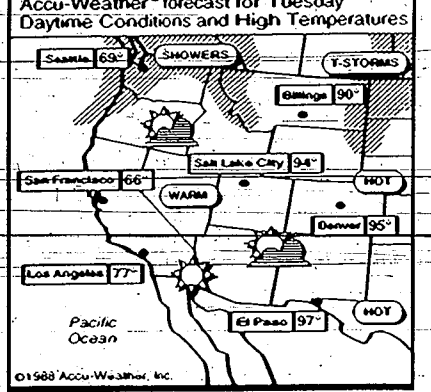 Accu-Weather® forecast for Tuesday
Daytime Conditions and High Temperatures
Seattle 69°
SHOWERS
T-STORMS
Billings 90°
Salt Lake City 94°
San Francisco 66°
WARM
HOT
Denver 95°
Los Angeles 77°
El Paso 97°
HOT
Pacific
Ocean
©1988 Accu-Weather, Inc.